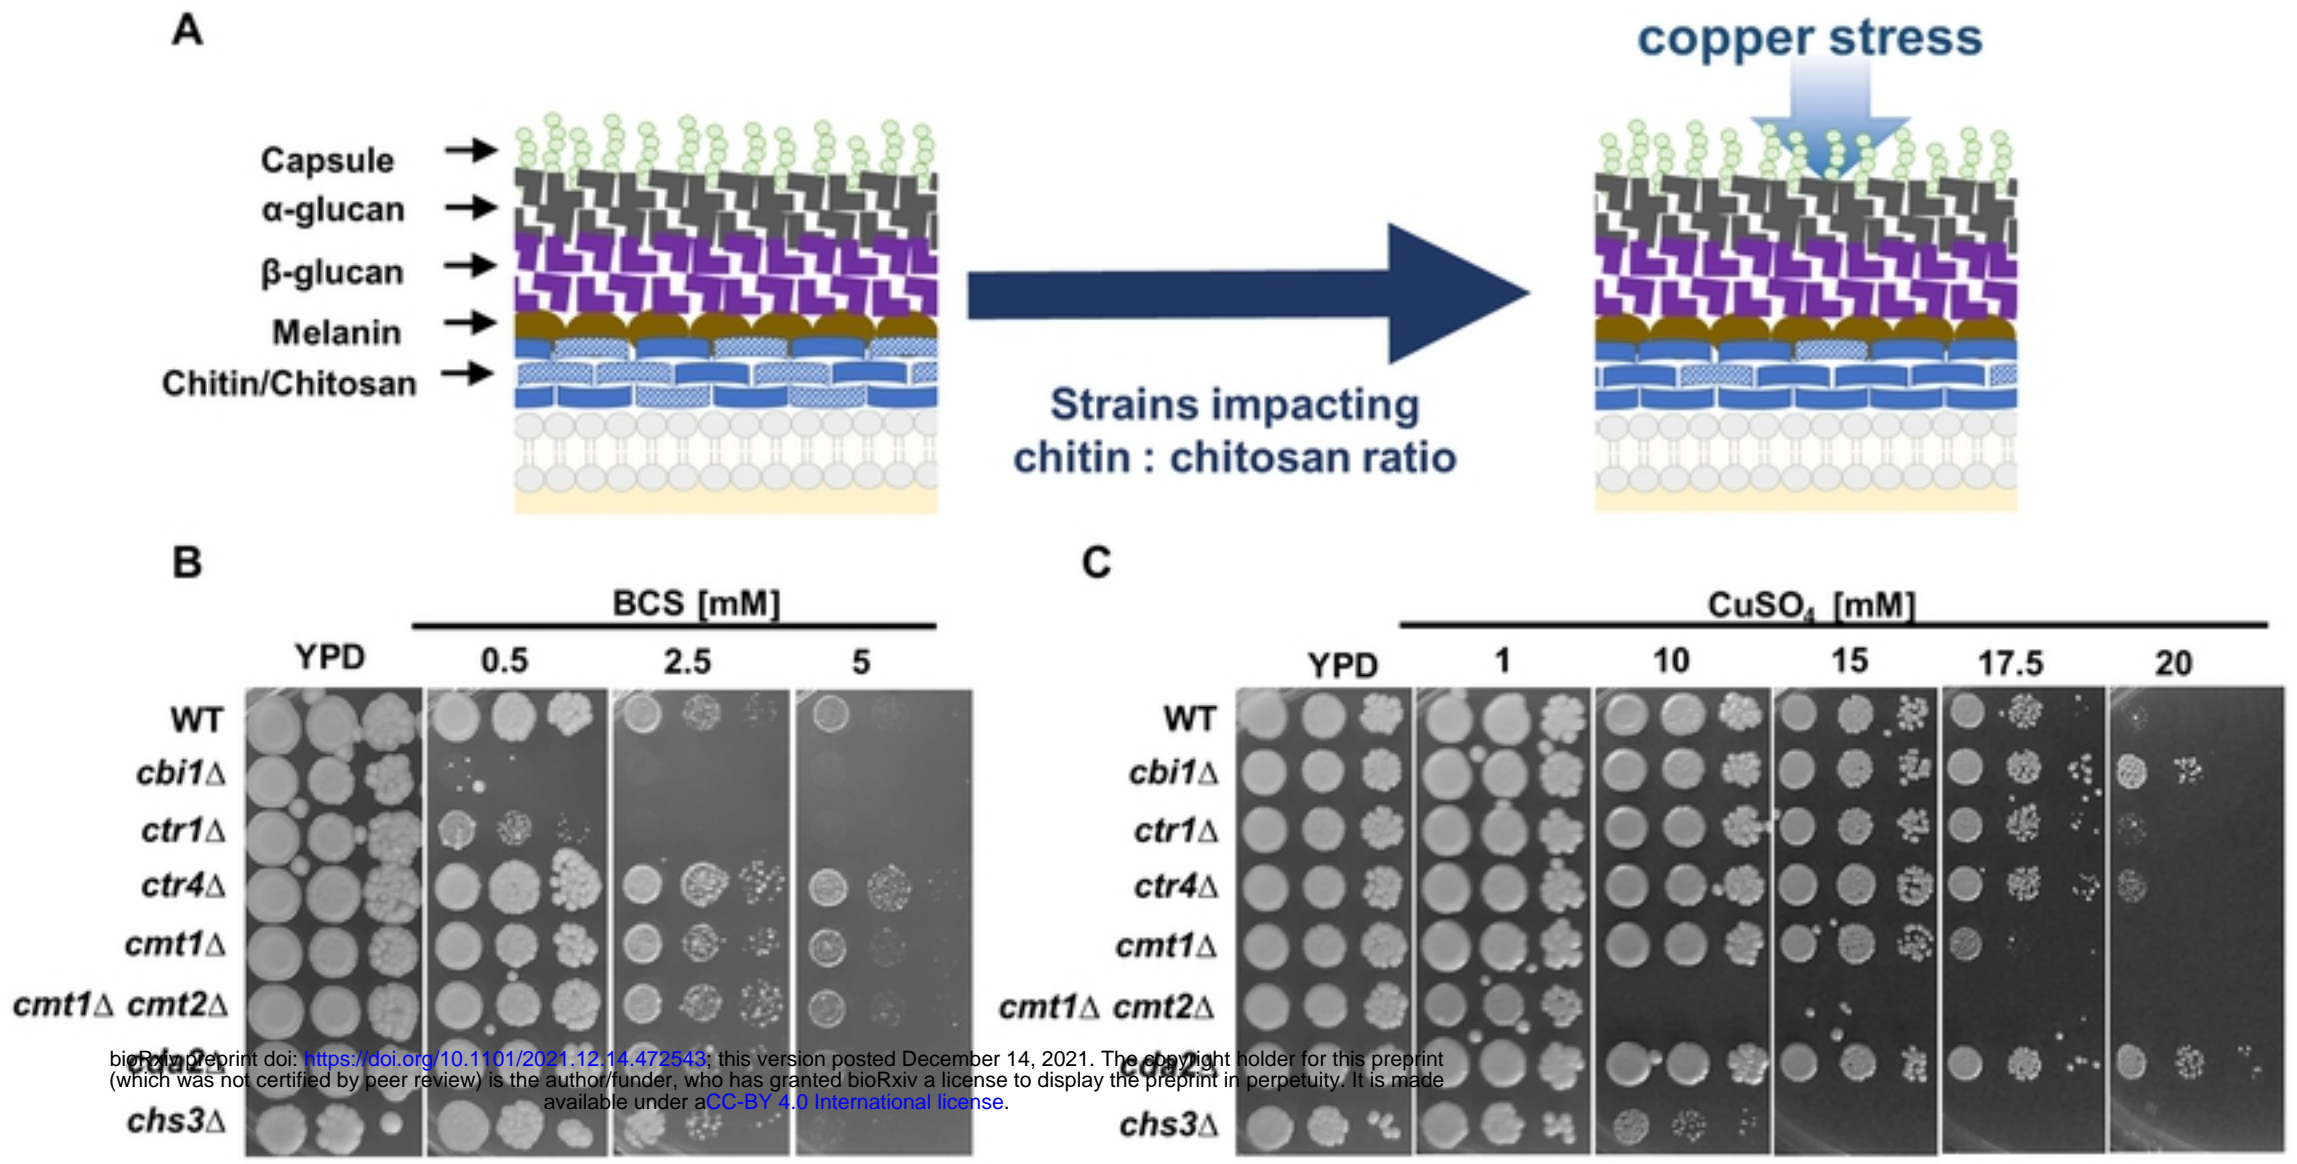 A
copper stress
Capsule
α-glucan
β-glucan
Melanin
Chitin/Chitosan
Strains impacting
chitin : chitosan ratio
B
BCS [mM]
YPD 0.5 2.5 5
WT
cbi1Δ
ctr1Δ
ctr4Δ
cmt1Δ
cmt1Δ cmt2Δ
cda2Δ
chs3Δ
C
CuSO4 [mM]
YPD 1 10 15 17.5 20
WT
cbi1Δ
ctr1Δ
ctr4Δ
cmt1Δ
cmt1Δ cmt2Δ
cda2Δ
chs3Δ
bioRxiv preprint doi: https://doi.org/10.1101/2021.12.14.472543; this version posted December 14, 2021. The copyright holder for this preprint
(which was not certified by peer review) is the author/funder, who has granted bioRxiv a license to display the preprint in perpetuity. It is made
available under aCC-BY 4.0 International license.